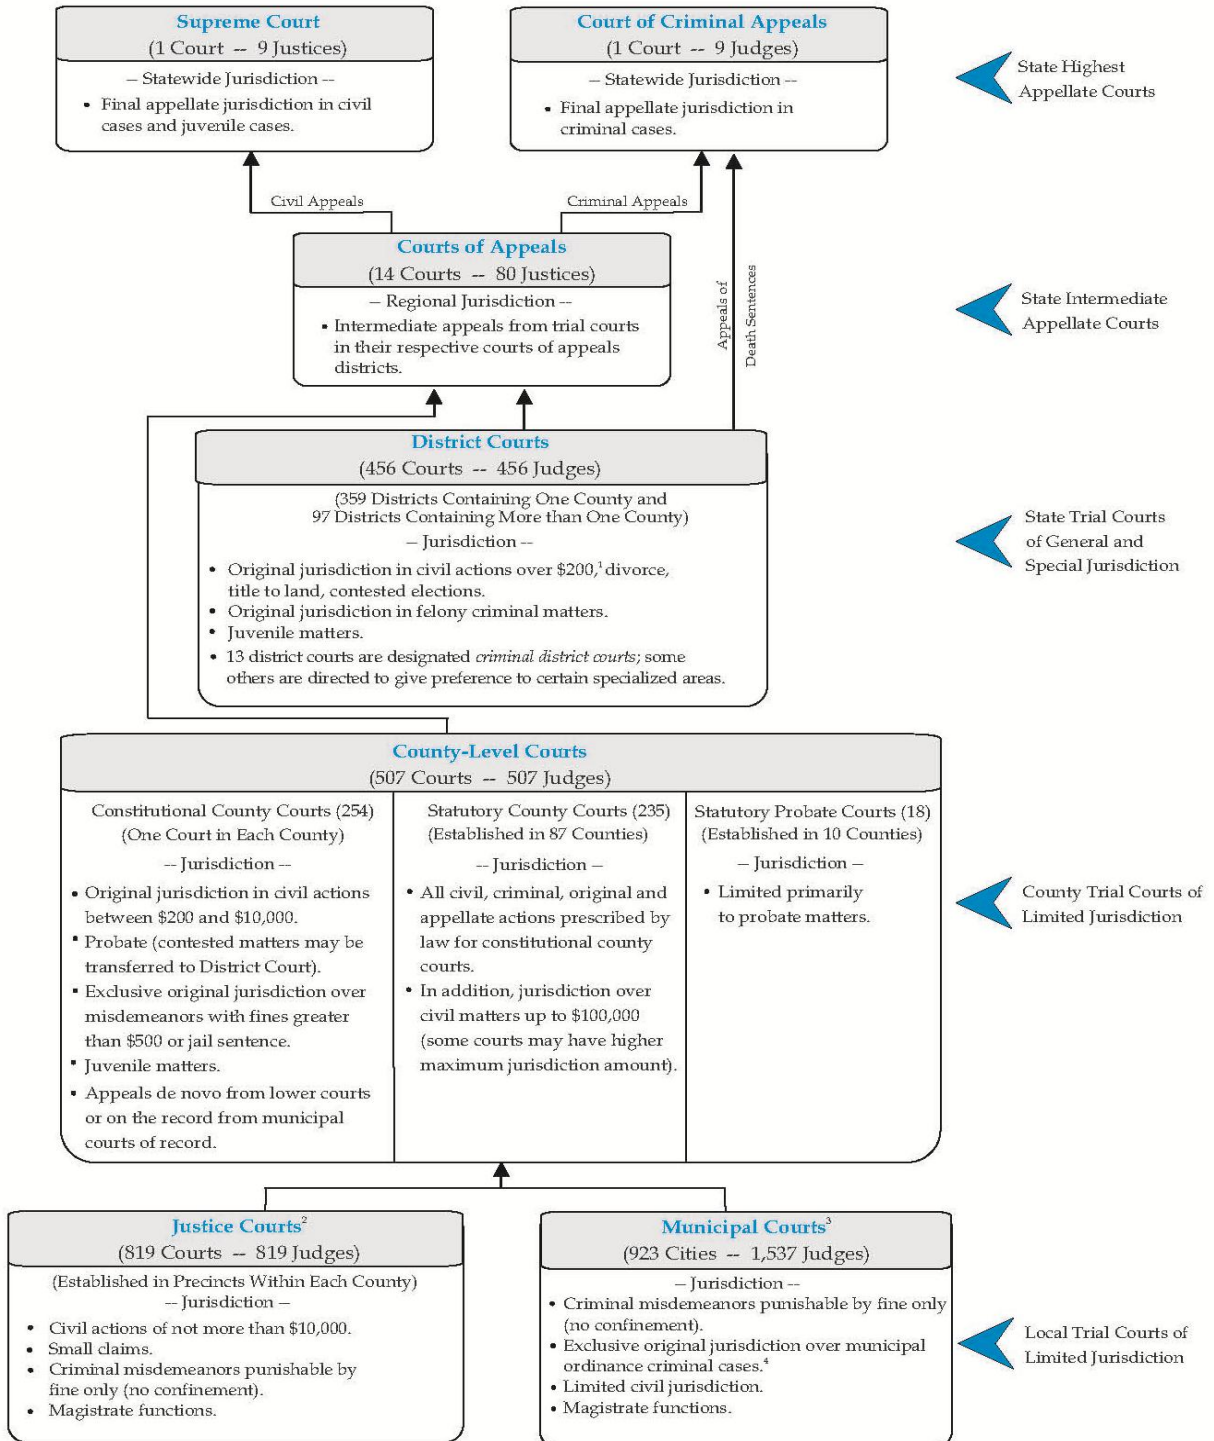 Supreme Court
(1 Court -- 9 Justices)
-- Statewide Jurisdiction --
• Final appellate jurisdiction in civil
cases and juvenile cases.
Court of Criminal Appeals
(1 Court -- 9 Judges)
-- Statewide Jurisdiction --
• Final appellate jurisdiction in
criminal cases.
State Highest
Appellate Courts
Civil Appeals
Criminal Appeals
Courts of Appeals
(14 Courts -- 80 Justices)
-- Regional Jurisdiction --
• Intermediate appeals from trial courts
in their respective courts of appeals
districts.
Appeals of
Death Sentences
State Intermediate
Appellate Courts
District Courts
(456 Courts -- 456 Judges)
(359 Districts Containing One County and
97 Districts Containing More than One County)
-- Jurisdiction --
• Original jurisdiction in civil actions over $200,¹ divorce,
title to land, contested elections.
• Original jurisdiction in felony criminal matters.
• Juvenile matters.
• 13 district courts are designated criminal district courts; some
others are directed to give preference to certain specialized areas.
State Trial Courts
of General and
Special Jurisdiction
County-Level Courts
(507 Courts -- 507 Judges)
Constitutional County Courts (254)
(One Court in Each County)
-- Jurisdiction --
• Original jurisdiction in civil actions
between $200 and $10,000.
• Probate (contested matters may be
transferred to District Court).
• Exclusive original jurisdiction over
misdemeanors with fines greater
than $500 or jail sentence.
• Juvenile matters.
• Appeals de novo from lower courts
or on the record from municipal
courts of record.
Statutory County Courts (235)
(Established in 87 Counties)
-- Jurisdiction --
• All civil, criminal, original and
appellate actions prescribed by
law for constitutional county
courts.
• In addition, jurisdiction over
civil matters up to $100,000
(some courts may have higher
maximum jurisdiction amount).
Statutory Probate Courts (18)
(Established in 10 Counties)
-- Jurisdiction --
• Limited primarily
to probate matters.
County Trial Courts of
Limited Jurisdiction
Justice Courts²
(819 Courts -- 819 Judges)
(Established in Precincts Within Each County)
-- Jurisdiction --
• Civil actions of not more than $10,000.
• Small claims.
• Criminal misdemeanors punishable by
fine only (no confinement).
• Magistrate functions.
Municipal Courts³
(923 Cities -- 1,537 Judges)
-- Jurisdiction --
• Criminal misdemeanors punishable by fine only
(no confinement).
• Exclusive original jurisdiction over municipal
ordinance criminal cases.⁴
• Limited civil jurisdiction.
• Magistrate functions.
Local Trial Courts of
Limited Jurisdiction